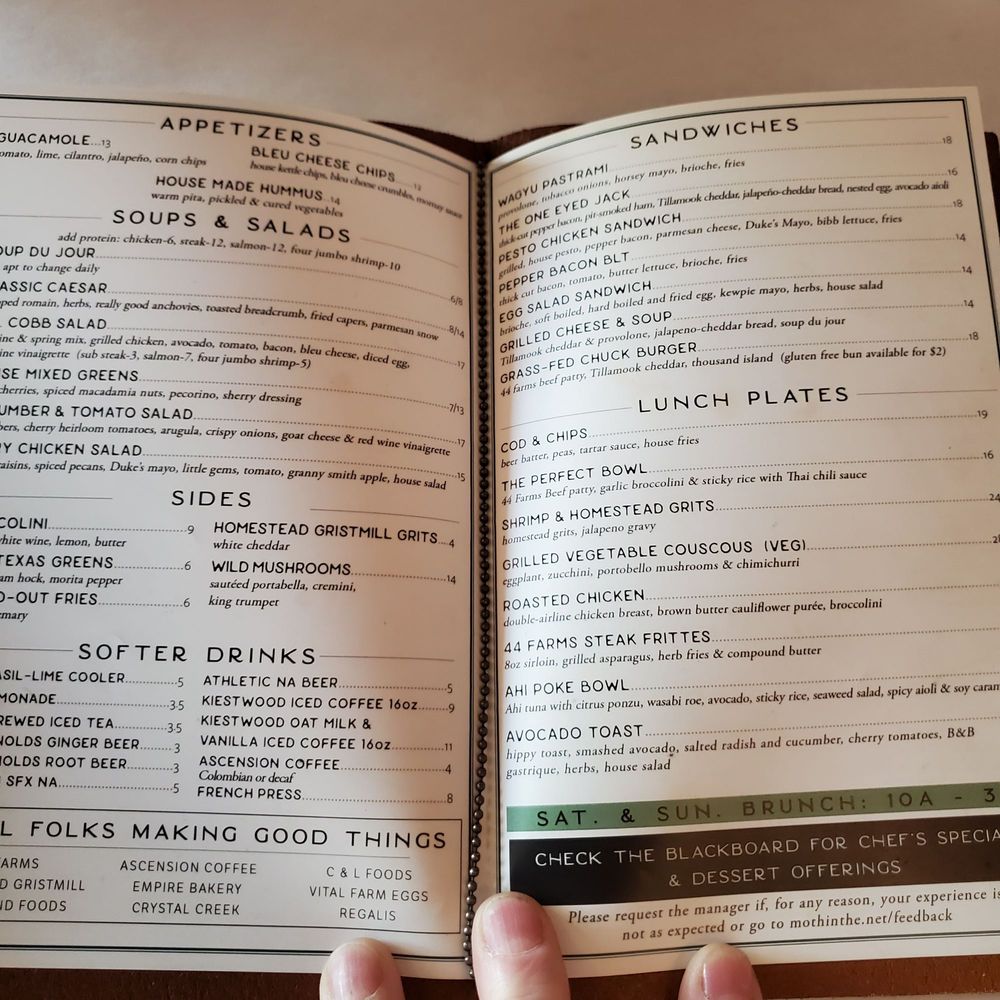 APPETIZERS
GUACAMOLE...13
tomato, lime, cilantro, jalapeño, corn chips
BLEU CHEESE CHIPS...12
house kettle chips, bleu cheese crumbles, mornay sauce
HOUSE MADE HUMMUS...14
warm pita, pickled & cured vegetables
SOUPS & SALADS
add protein: chicken-6, steak-12, salmon-12, four jumbo shrimp-10
OUP DU JOUR...6/8
apt to change daily
ASSIC CAESAR...8/14
ped romain, herbs, really good anchovies, toasted breadcrumb, fried capers, parmesan snow
COBB SALAD...17
ine & spring mix, grilled chicken, avocado, tomato, bacon, bleu cheese, diced egg,
ine vinaigrette (sub steak-3, salmon-7, four jumbo shrimp-5)
SE MIXED GREENS...7/13
cherries, spiced macadamia nuts, pecorino, sherry dressing
UMBER & TOMATO SALAD...17
bers, cherry heirloom tomatoes, arugula, crispy onions, goat cheese & red wine vinaigrette
RY CHICKEN SALAD...15
raisins, spiced pecans, Duke's mayo, little gems, tomato, granny smith apple, house salad
SIDES
COLINI...9
white wine, lemon, butter
TEXAS GREENS...6
am hock, morita pepper
D-OUT FRIES...6
emary
HOMESTEAD GRISTMILL GRITS...4
white cheddar
WILD MUSHROOMS...14
sautéed portabella, cremini,
king trumpet
SOFTER DRINKS
ASIL-LIME COOLER...5
MONADE...3.5
REWED ICED TEA...3.5
NOLDS GINGER BEER...3
NOLDS ROOT BEER...3
SFX NA...5
ATHLETIC NA BEER...5
KIESTWOOD ICED COFFEE 16oz...9
KIESTWOOD OAT MILK &
VANILLA ICED COFFEE 16oz...11
ASCENSION COFFEE...4
Colombian or decaf
FRENCH PRESS...8
L FOLKS MAKING GOOD THINGS
ARMS
D GRISTMILL
ND FOODS
ASCENSION COFFEE
EMPIRE BAKERY
CRYSTAL CREEK
C & L FOODS
VITAL FARM EGGS
REGALIS
SANDWICHES
WAGYU PASTRAMI...18
provolone, tobacco onions, horsey mayo, brioche, fries
THE ONE EYED JACK...16
thick-cut pepper bacon, pit-smoked ham, Tillamook cheddar, jalapeño-cheddar bread, nested egg, avocado aioli
PESTO CHICKEN SANDWICH...18
grilled, house pesto, pepper bacon, parmesan cheese, Duke's Mayo, bibb lettuce, fries
PEPPER BACON BLT...14
thick cut bacon, tomato, butter lettuce, brioche, fries
EGG SALAD SANDWICH...14
brioche, soft boiled, hard boiled and fried egg, kewpie mayo, herbs, house salad
GRILLED CHEESE & SOUP...14
Tillamook cheddar & provolone, jalapeno-cheddar bread, soup du jour
GRASS-FED CHUCK BURGER...18
44 farms beef patty, Tillamook cheddar, thousand island (gluten free bun available for $2)
LUNCH PLATES
COD & CHIPS...19
beer batter, peas, tartar sauce, house fries
THE PERFECT BOWL...16
44 Farms Beef patty, garlic broccolini & sticky rice with Thai chili sauce
SHRIMP & HOMESTEAD GRITS...24
homestead grits, jalapeno gravy
GRILLED VEGETABLE COUSCOUS (VEG)...
eggplant, zucchini, portobello mushrooms & chimichurri
ROASTED CHICKEN...
double-airline chicken breast, brown butter cauliflower purée, broccolini
44 FARMS STEAK FRITTES...
8oz sirloin, grilled asparagus, herb fries & compound butter
AHI POKE BOWL...
Ahi tuna with citrus ponzu, wasabi roe, avocado, sticky rice, seaweed salad, spicy aioli & soy caram
AVOCADO TOAST...
hippy toast, smashed avocado, salted radish and cucumber, cherry tomatoes, B&B
gastrique, herbs, house salad
SAT. & SUN. BRUNCH: 10A - 3
CHECK THE BLACKBOARD FOR CHEF'S SPECIA
& DESSERT OFFERINGS
Please request the manager if, for any reason, your experience is
not as expected or go to mothinthe.net/feedback